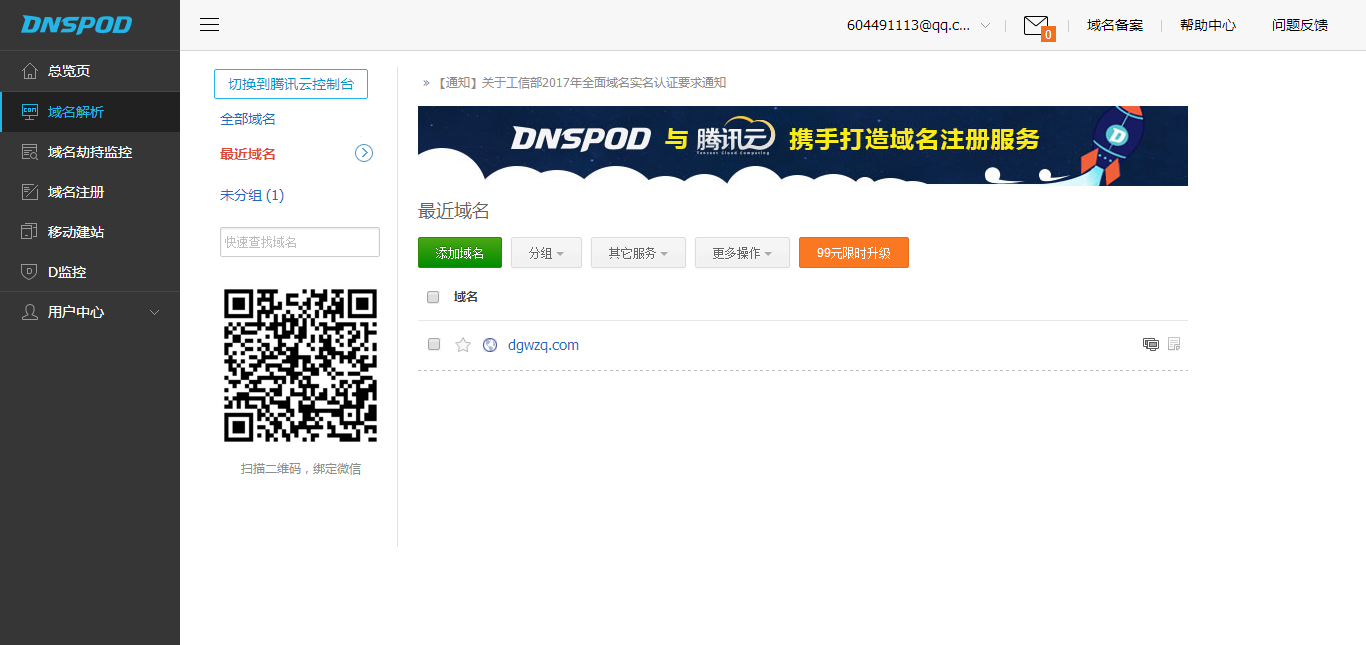 DNSPOD
604491113@qq.c...
0
域名备案
帮助中心
问题反馈
总览页
域名解析
域名劫持监控
域名注册
移动建站
D监控
用户中心
切换到腾讯云控制台
全部域名
最近域名
未分组 (1)
快速查找域名
扫描二维码，绑定微信
» 【通知】关于工信部2017年全面域名实名认证要求通知
DNSPOD 与 腾讯云 携手打造域名注册服务
Tencent Cloud Computing
最近域名
添加域名 分组 其它服务 更多操作 99元限时升级
域名
dgwzq.com